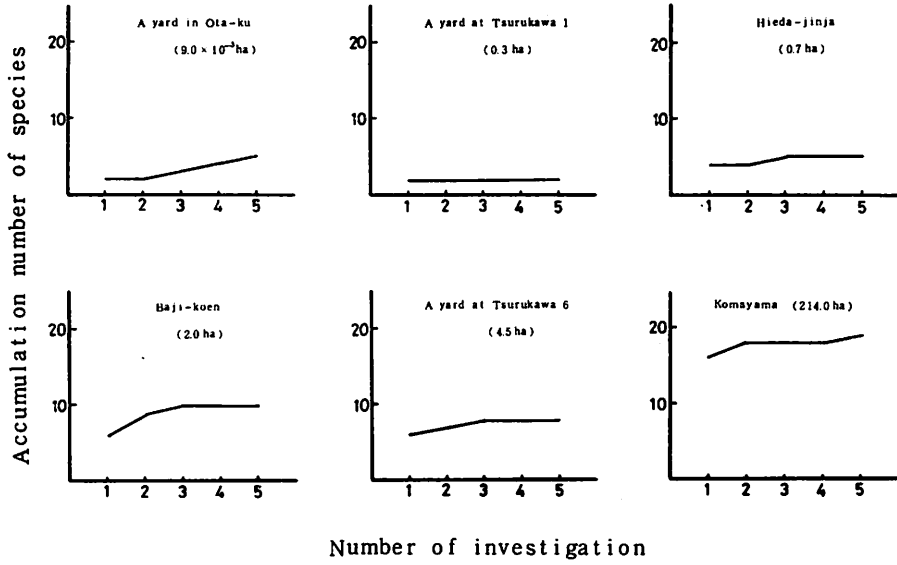 Accumulation number of species
A yard in Ota-ku
(9.0 × 10⁻³ ha)
20
10
1 2 3 4 5
A yard at Tsurukawa 1
(0.3 ha)
20
10
1 2 3 4 5
Hieda-jinja
(0.7 ha)
20
10
1 2 3 4 5
Baji-koen
(2.0 ha)
20
10
1 2 3 4 5
A yard at Tsurukawa 6
(4.5 ha)
20
10
1 2 3 4 5
Komayama (214.0 ha)
20
10
1 2 3 4 5
Number of investigation